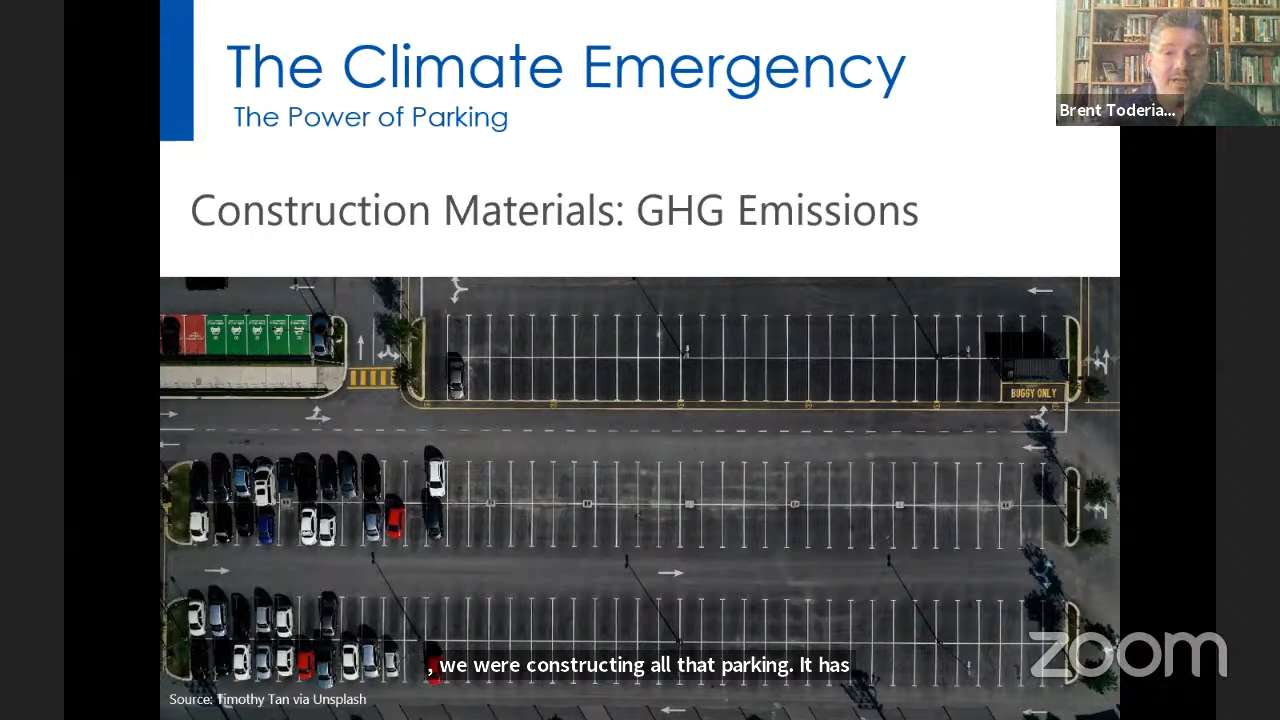 The Climate Emergency
The Power of Parking
Brent Toderia...
Construction Materials: GHG Emissions
BUGGY ONLY
, we were constructing all that parking. It has
zoom
Source: Timothy Tan via Unsplash